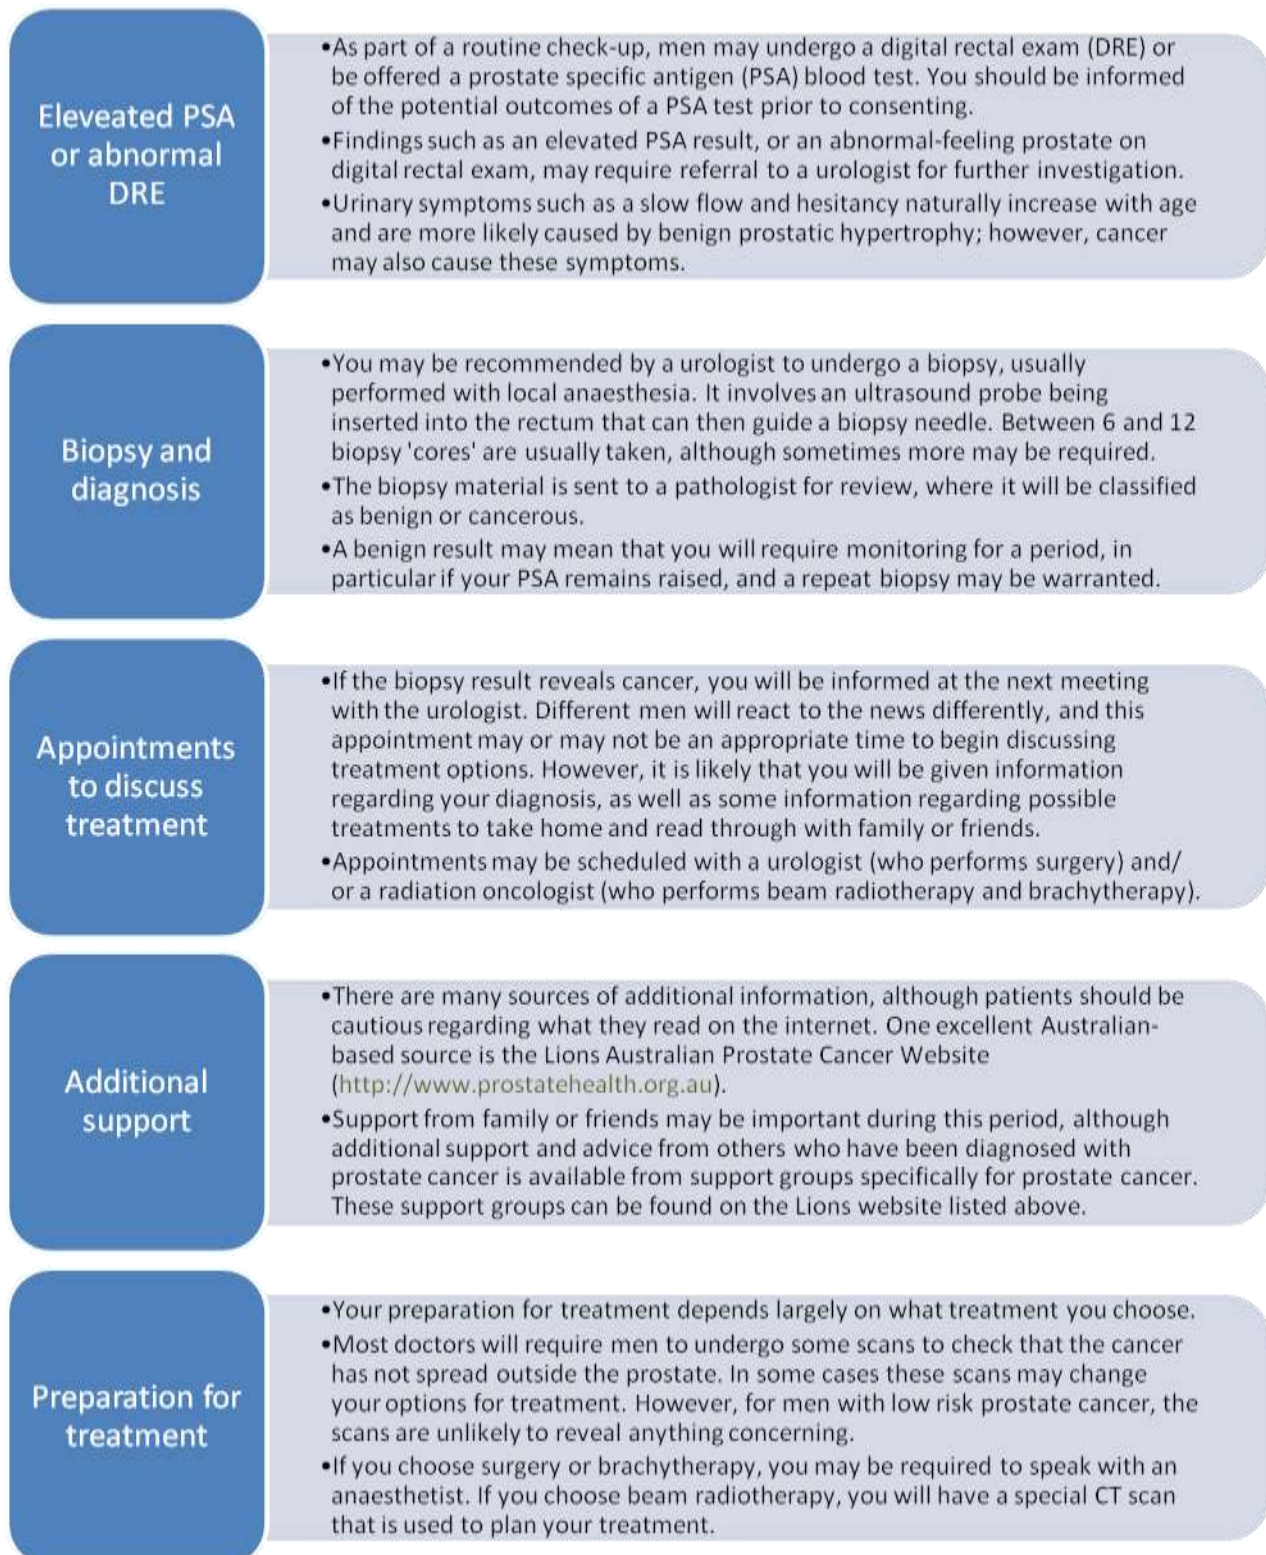 Eleveated PSA
or abnormal
DRE
•As part of a routine check-up, men may undergo a digital rectal exam (DRE) or
be offered a prostate specific antigen (PSA) blood test. You should be informed
of the potential outcomes of a PSA test prior to consenting.
•Findings such as an elevated PSA result, or an abnormal-feeling prostate on
digital rectal exam, may require referral to a urologist for further investigation.
•Urinary symptoms such as a slow flow and hesitancy naturally increase with age
and are more likely caused by benign prostatic hypertrophy; however, cancer
may also cause these symptoms.
Biopsy and
diagnosis
•You may be recommended by a urologist to undergo a biopsy, usually
performed with local anaesthesia. It involves an ultrasound probe being
inserted into the rectum that can then guide a biopsy needle. Between 6 and 12
biopsy 'cores' are usually taken, although sometimes more may be required.
•The biopsy material is sent to a pathologist for review, where it will be classified
as benign or cancerous.
•A benign result may mean that you will require monitoring for a period, in
particular if your PSA remains raised, and a repeat biopsy may be warranted.
Appointments
to discuss
treatment
•If the biopsy result reveals cancer, you will be informed at the next meeting
with the urologist. Different men will react to the news differently, and this
appointment may or may not be an appropriate time to begin discussing
treatment options. However, it is likely that you will be given information
regarding your diagnosis, as well as some information regarding possible
treatments to take home and read through with family or friends.
•Appointments may be scheduled with a urologist (who performs surgery) and/
or a radiation oncologist (who performs beam radiotherapy and brachytherapy).
Additional
support
•There are many sources of additional information, although patients should be
cautious regarding what they read on the internet. One excellent Australian-
based source is the Lions Australian Prostate Cancer Website
(http://www.prostatehealth.org.au).
•Support from family or friends may be important during this period, although
additional support and advice from others who have been diagnosed with
prostate cancer is available from support groups specifically for prostate cancer.
These support groups can be found on the Lions website listed above.
Preparation for
treatment
•Your preparation for treatment depends largely on what treatment you choose.
•Most doctors will require men to undergo some scans to check that the cancer
has not spread outside the prostate. In some cases these scans may change
your options for treatment. However, for men with low risk prostate cancer, the
scans are unlikely to reveal anything concerning.
•If you choose surgery or brachytherapy, you may be required to speak with an
anaesthetist. If you choose beam radiotherapy, you will have a special CT scan
that is used to plan your treatment.